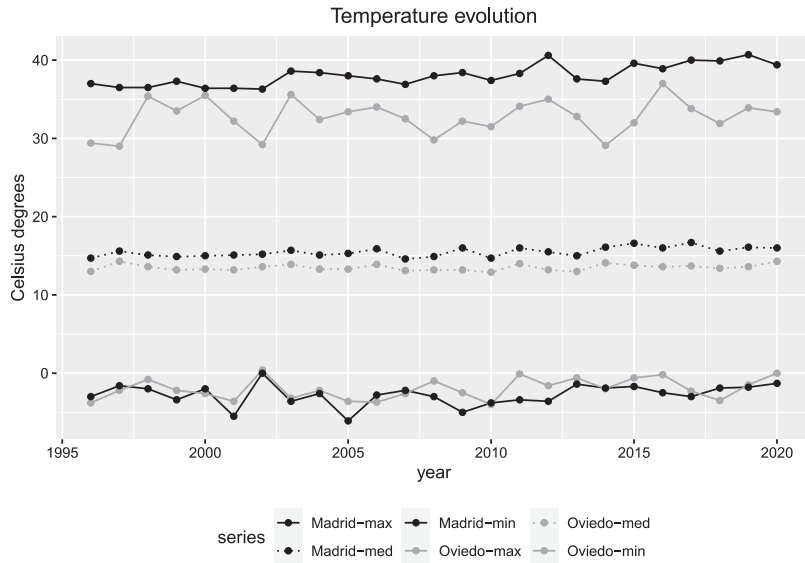 Temperature evolution
40
30
20
10
0
Celsius degrees
1995 2000 2005 2010 2015 2020
year
series
Madrid−max Madrid−min Oviedo−med
Madrid−med Oviedo−max Oviedo−min